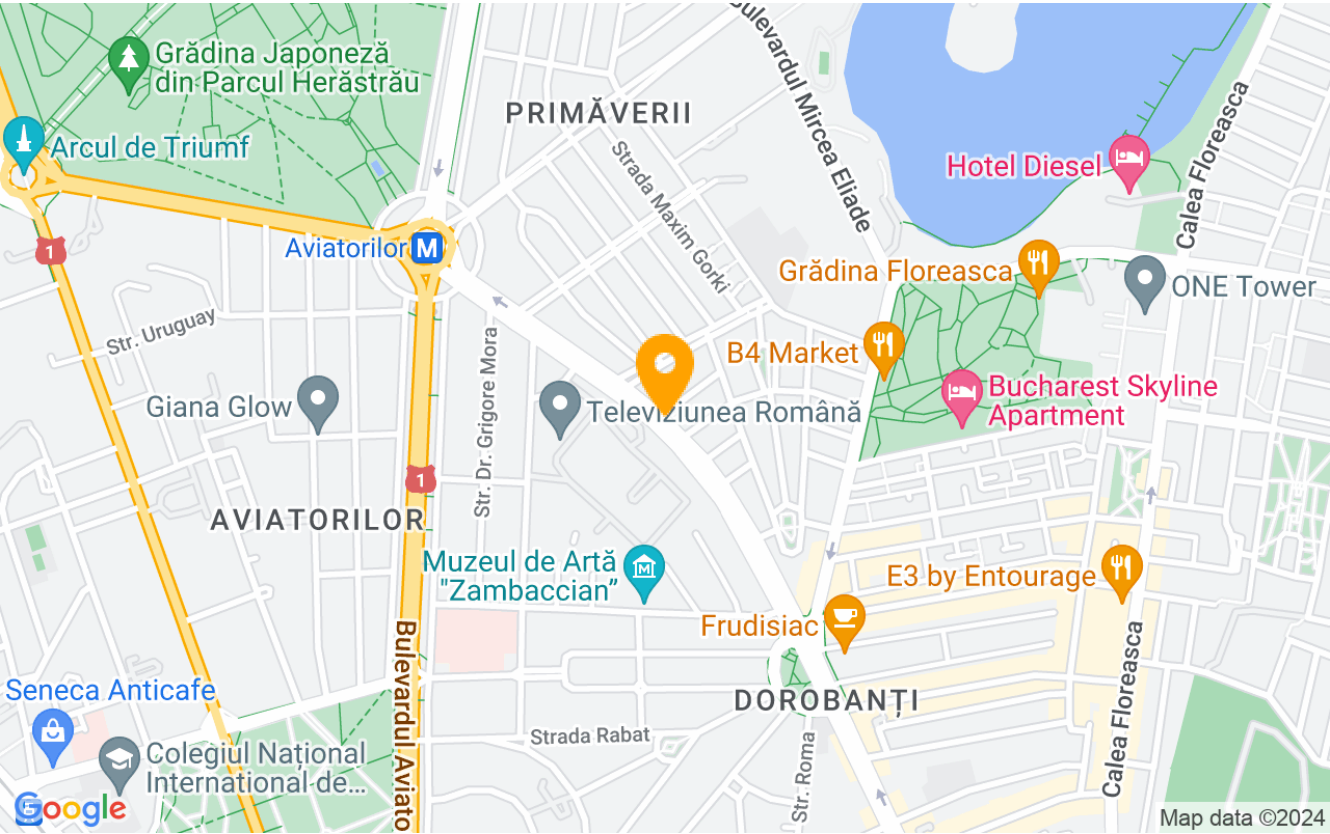 Grădina Japoneză
din Parcul Herăstrău
PRIMĂVERII
Bulevardul Mircea Eliade
Calea Floreasca
Arcul de Triumf
Strada Maxim Gorki
Hotel Diesel
1
Aviatorilor
M
Grădina Floreasca
ONE Tower
Str. Uruguay
B4 Market
Str. Dr. Grigore Mora
Giana Glow
Televiziunea Română
Bucharest Skyline
Apartment
1
AVIATORILOR
Muzeul de Artă
"Zambaccian”
E3 by Entourage
Frudisiac
Bulevardul Aviato
Calea Floreasca
Seneca Anticafe
DOROBANȚI
Strada Rabat
Str. Roma
Colegiul Național
Internațional de...
Google
Map data ©2024